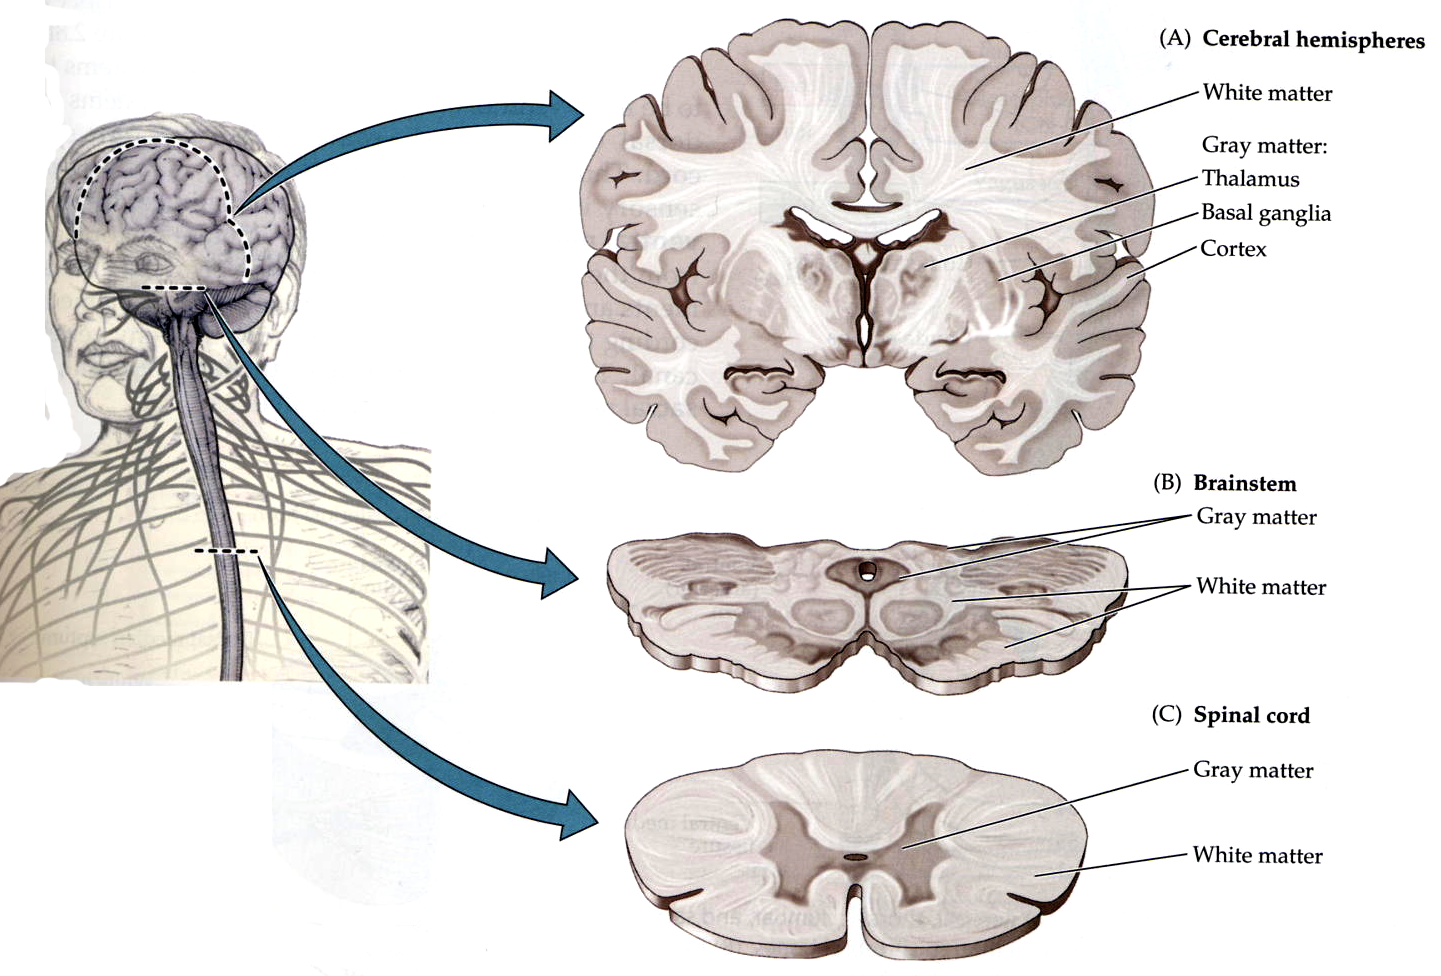 (A) Cerebral hemispheres
White matter
Gray matter:
Thalamus
Basal ganglia
Cortex
(B) Brainstem
Gray matter
White matter
(C) Spinal cord
Gray matter
White matter